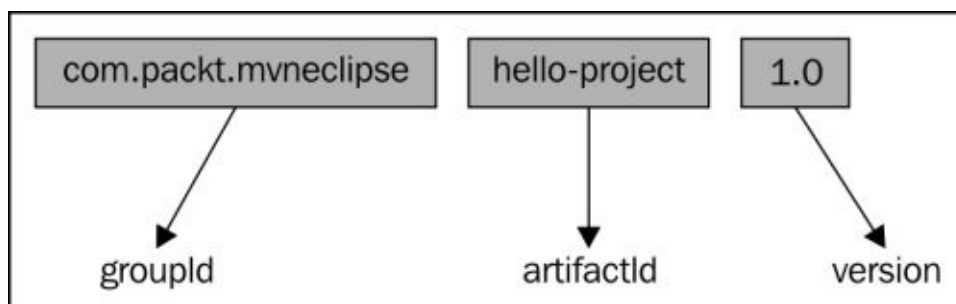 com.packt.mvneclipse hello-project 1.0
groupId artifactId version